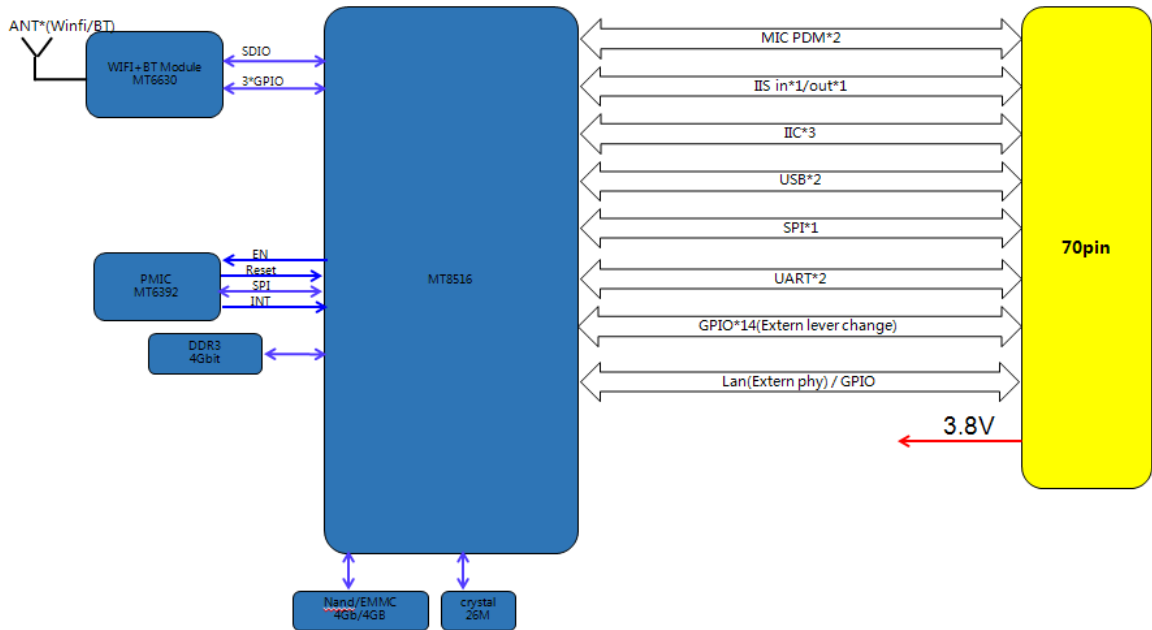 ANT*(Winfi/BT)
WIFI+BT Module
MT6630
SDIO
3*GPIO
PMIC
MT6392
EN
Reset
SPI
INT
DDR3
4Gbit
MT8516
Nand/EMMC
4Gb/4GB
crystal
26M
MIC PDM*2
IIS in*1/out*1
IIC*3
USB*2
SPI*1
UART*2
GPIO*14(Extern lever change)
Lan(Extern phy) / GPIO
3.8V
70pin